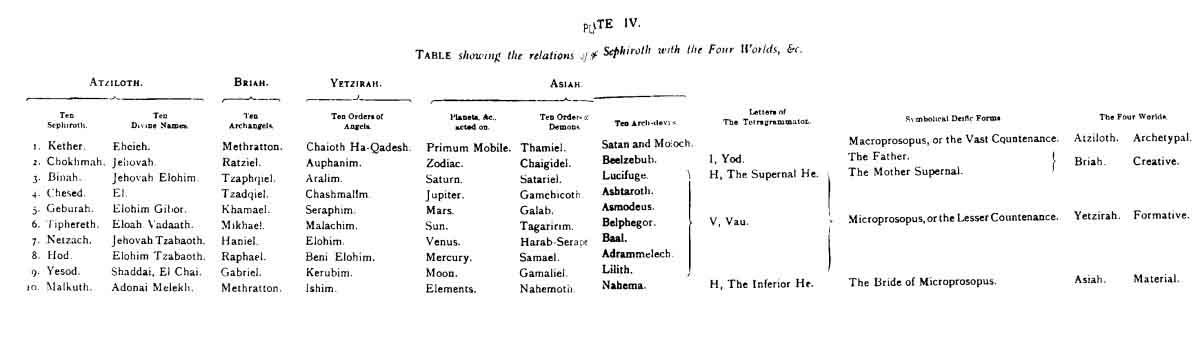 PLATE IV.
TABLE showing the relations of Sephiroth with the Four Worlds, &c.
ATZILOTH. BRIAH. YETZIRAH. ASIAH
Ten Sephiroth. Ten Divine Names. Ten Archangels. Ten Orders of Angels. Planets, &c., acted on. Ten Orders of Demons. Ten Arch-devils Letters of The Tetragrammaton. Symbolical Deific Forms The Four Worlds.
1. Kether. Eheieh. Methratton. Chaioth Ha-Qadesh. Primum Mobile. Thamiel. Satan and Moloch. Macroprosopus, or the Vast Countenance. Atziloth. Archetypal.
2. Chokhmah. Jehovah. Ratziel. Auphanim. Zodiac. Chaigidel. Beelzebub. I, Yod. The Father. Briah. Creative.
3. Binah. Jehovah Elohim. Tzaphqiel. Aralim. Saturn. Satariel. Lucifuge. H, The Supernal He. The Mother Supernal.
4. Chesed. El. Tzadqiel. Chashmalim. Jupiter. Gamchicoth Ashtaroth.
5. Geburah. Elohim Gibor. Khamael. Seraphim. Mars. Galab. Asmodeus. V, Vau. Microprosopus, or the Lesser Countenance. Yetzirah. Formative.
6. Tiphereth. Eloah Vadaath. Mikhael. Malachim. Sun. Tagaririm. Belphegor.
7. Netzach. Jehovah Tzabaoth. Haniel. Elohim. Venus. Harab-Serap Baal.
8. Hod. Elohim Tzabaoth. Raphael. Beni Elohim. Mercury. Samael. Adrammelech.
9. Yesod. Shaddai, El Chai. Gabriel. Kerubim. Moon. Gamaliel. Lilith.
10. Malkuth. Adonai Melekh. Methratton. Ishim. Elements. Nahemoth. Nahema. H, The Inferior He. The Bride of Microprosopus. Asiah. Material.